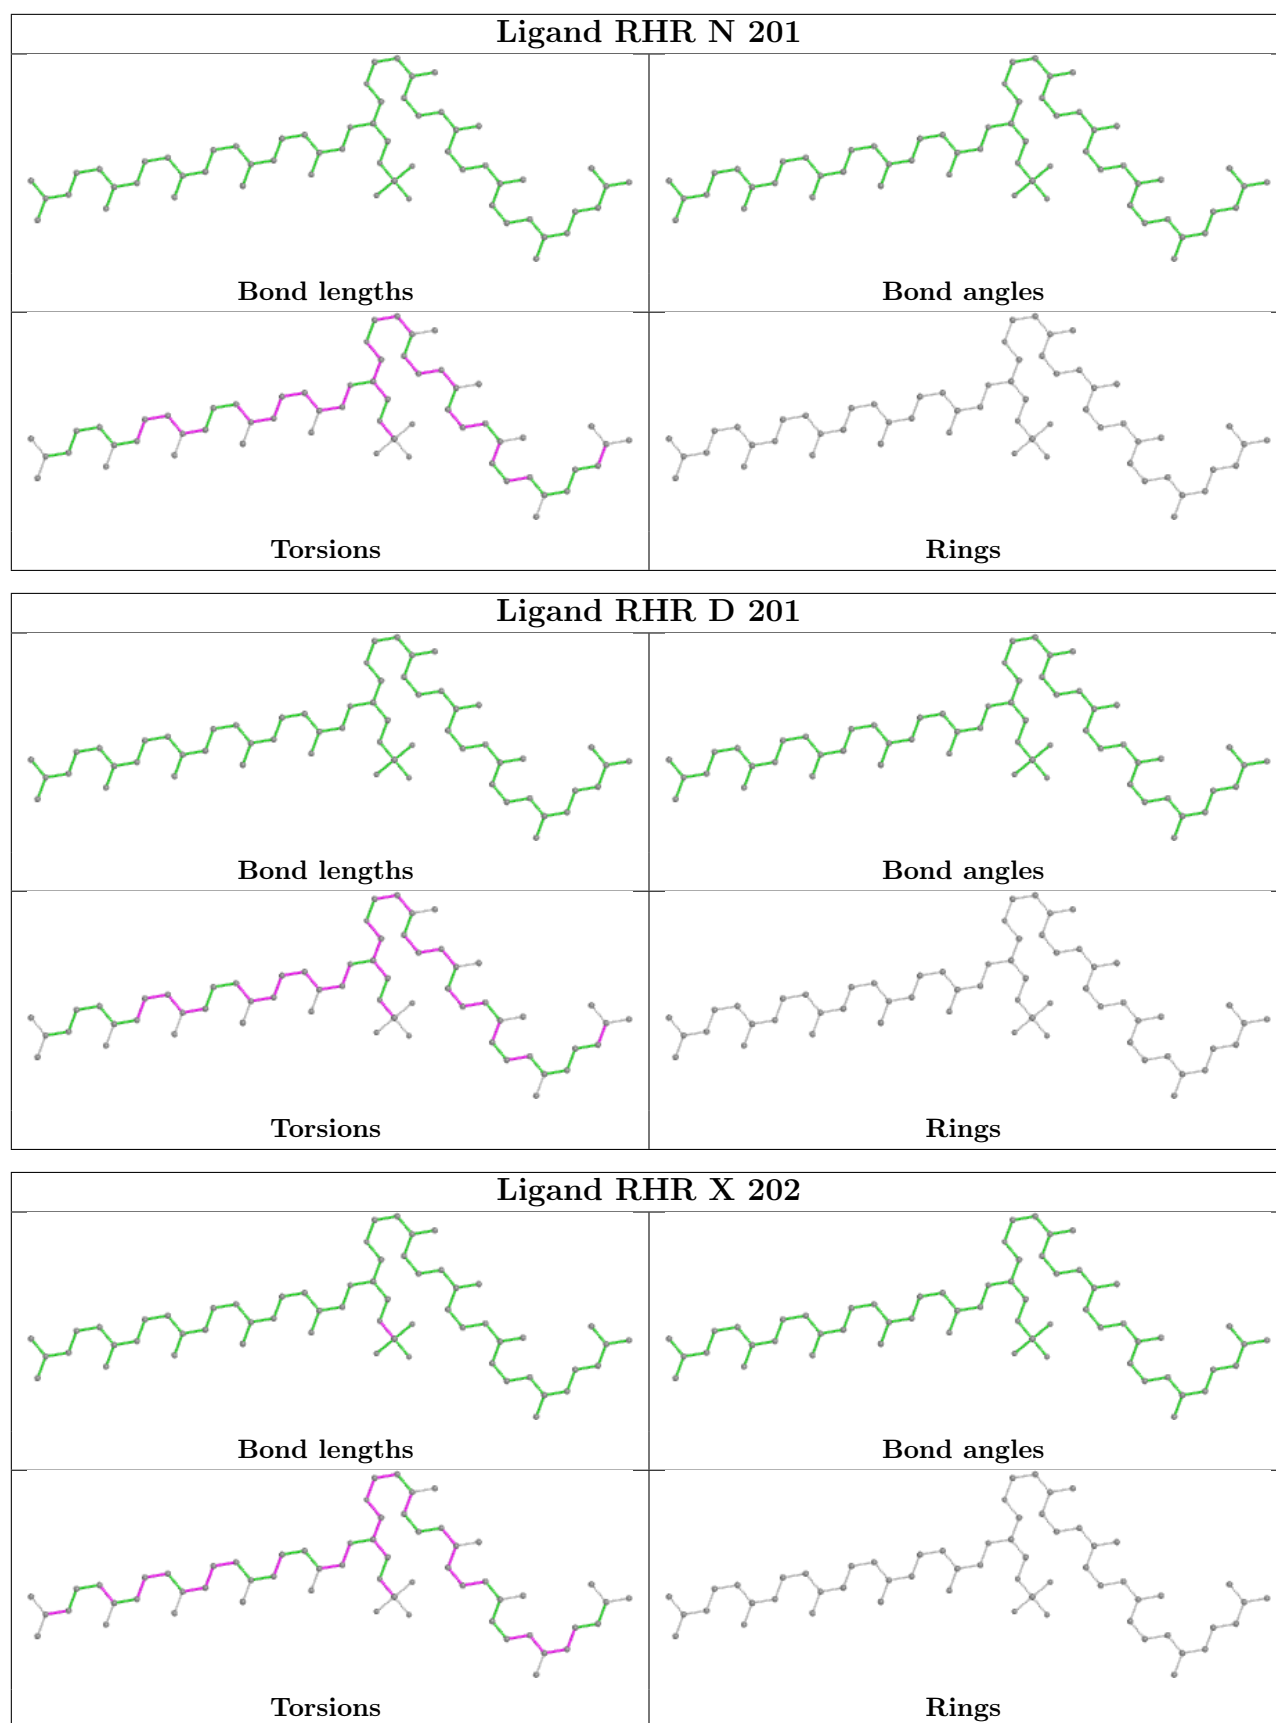 Ligand RHR N 201
Bond lengths
Bond angles
Torsions
Rings
Ligand RHR D 201
Bond lengths
Bond angles
Torsions
Rings
Ligand RHR X 202
Bond lengths
Bond angles
Torsions
Rings